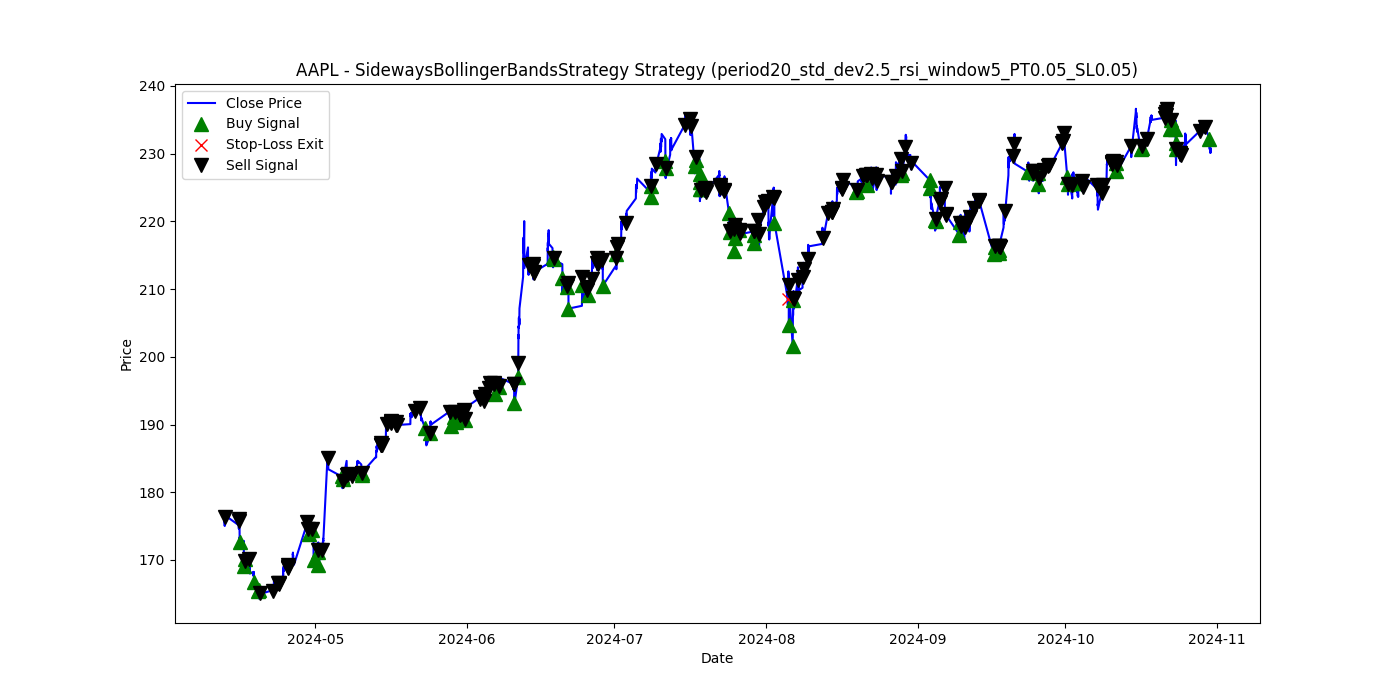 AAPL - SidewaysBollingerBandsStrategy Strategy (period20_std_dev2.5_rsi_window5_PT0.05_SL0.05)
240
230
220
210
200
190
180
170
Price
Close Price
Buy Signal
Stop-Loss Exit
Sell Signal
2024-05 2024-06 2024-07 2024-08 2024-09 2024-10 2024-11
Date